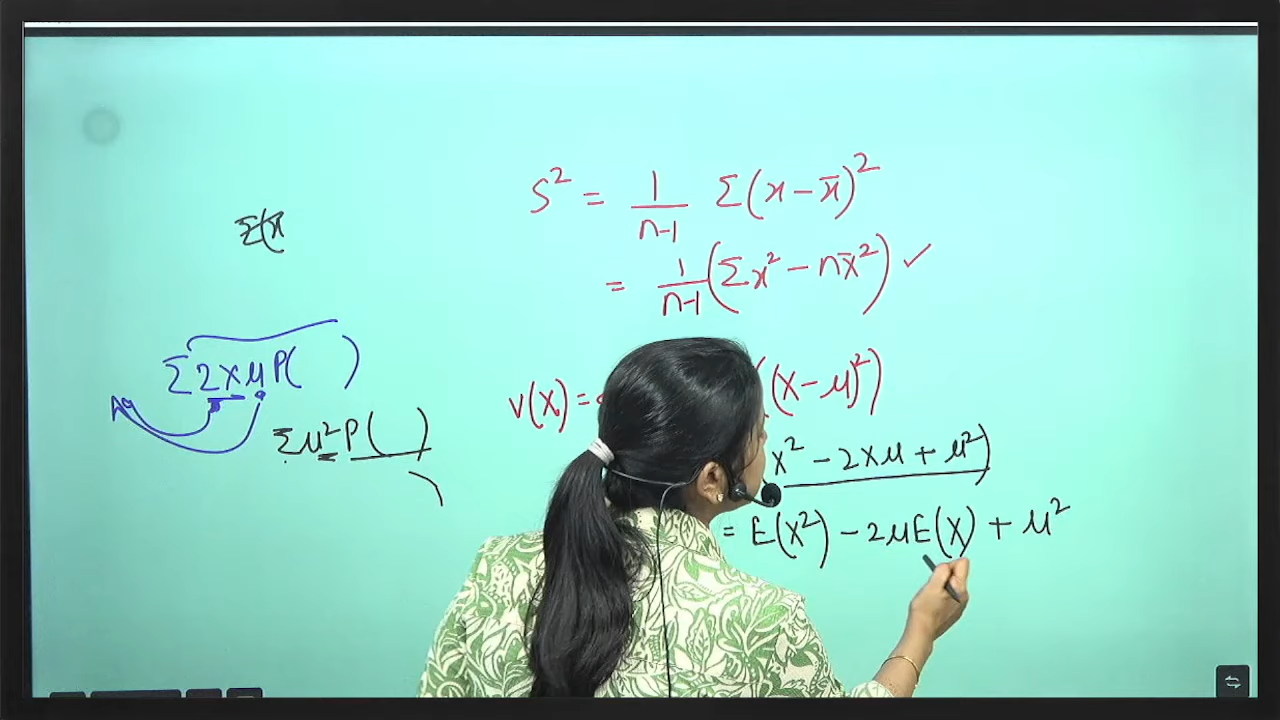 S² = 1/(n-1) Σ(x - x̄)²
= 1/(n-1) (Σx² - nx̄²) ✓
Σ(x
Σ2XμP( )
Σμ²P( )
V(X) = (X - μ)²)
X² - 2Xμ + μ²)
= E(X²) - 2μE(X) + μ²